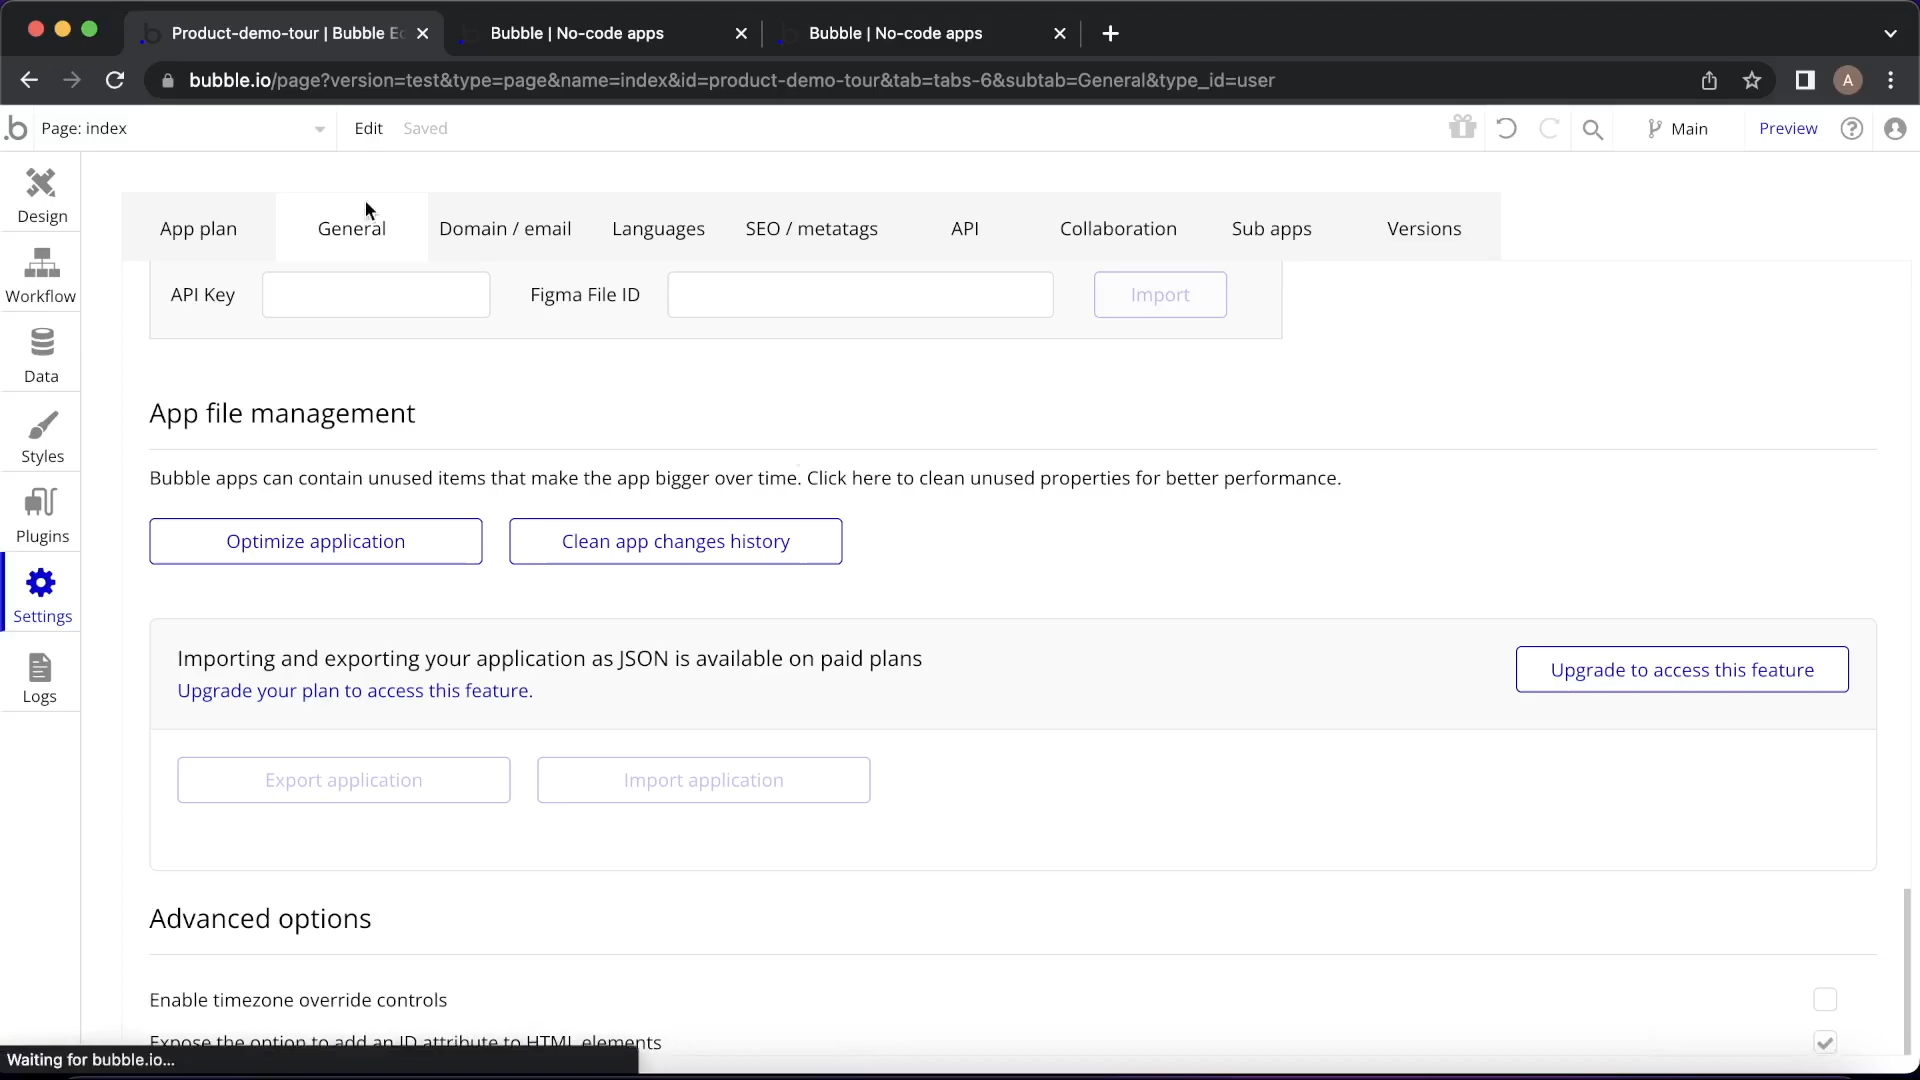 Product-demo-tour | Bubble Ec
Bubble | No-code apps
Bubble | No-code apps
bubble.io/page?version=test&type=page&name=index&id=product-demo-tour&tab=tabs-6&subtab=General&type_id=user
A
.b Page: index
Edit
Saved
Main
Preview
Design
Workflow
Data
Styles
Plugins
Settings
Logs
App plan
General
Domain / email
Languages
SEO / metatags
API
Collaboration
Sub apps
Versions
API Key
Figma File ID
Import
App file management
Bubble apps can contain unused items that make the app bigger over time. Click here to clean unused properties for better performance.
Optimize application
Clean app changes history
Importing and exporting your application as JSON is available on paid plans
Upgrade your plan to access this feature.
Upgrade to access this feature
Export application
Import application
Advanced options
Enable timezone override controls
Expose the option to add an ID attribute to HTML elements
Waiting for bubble.io...